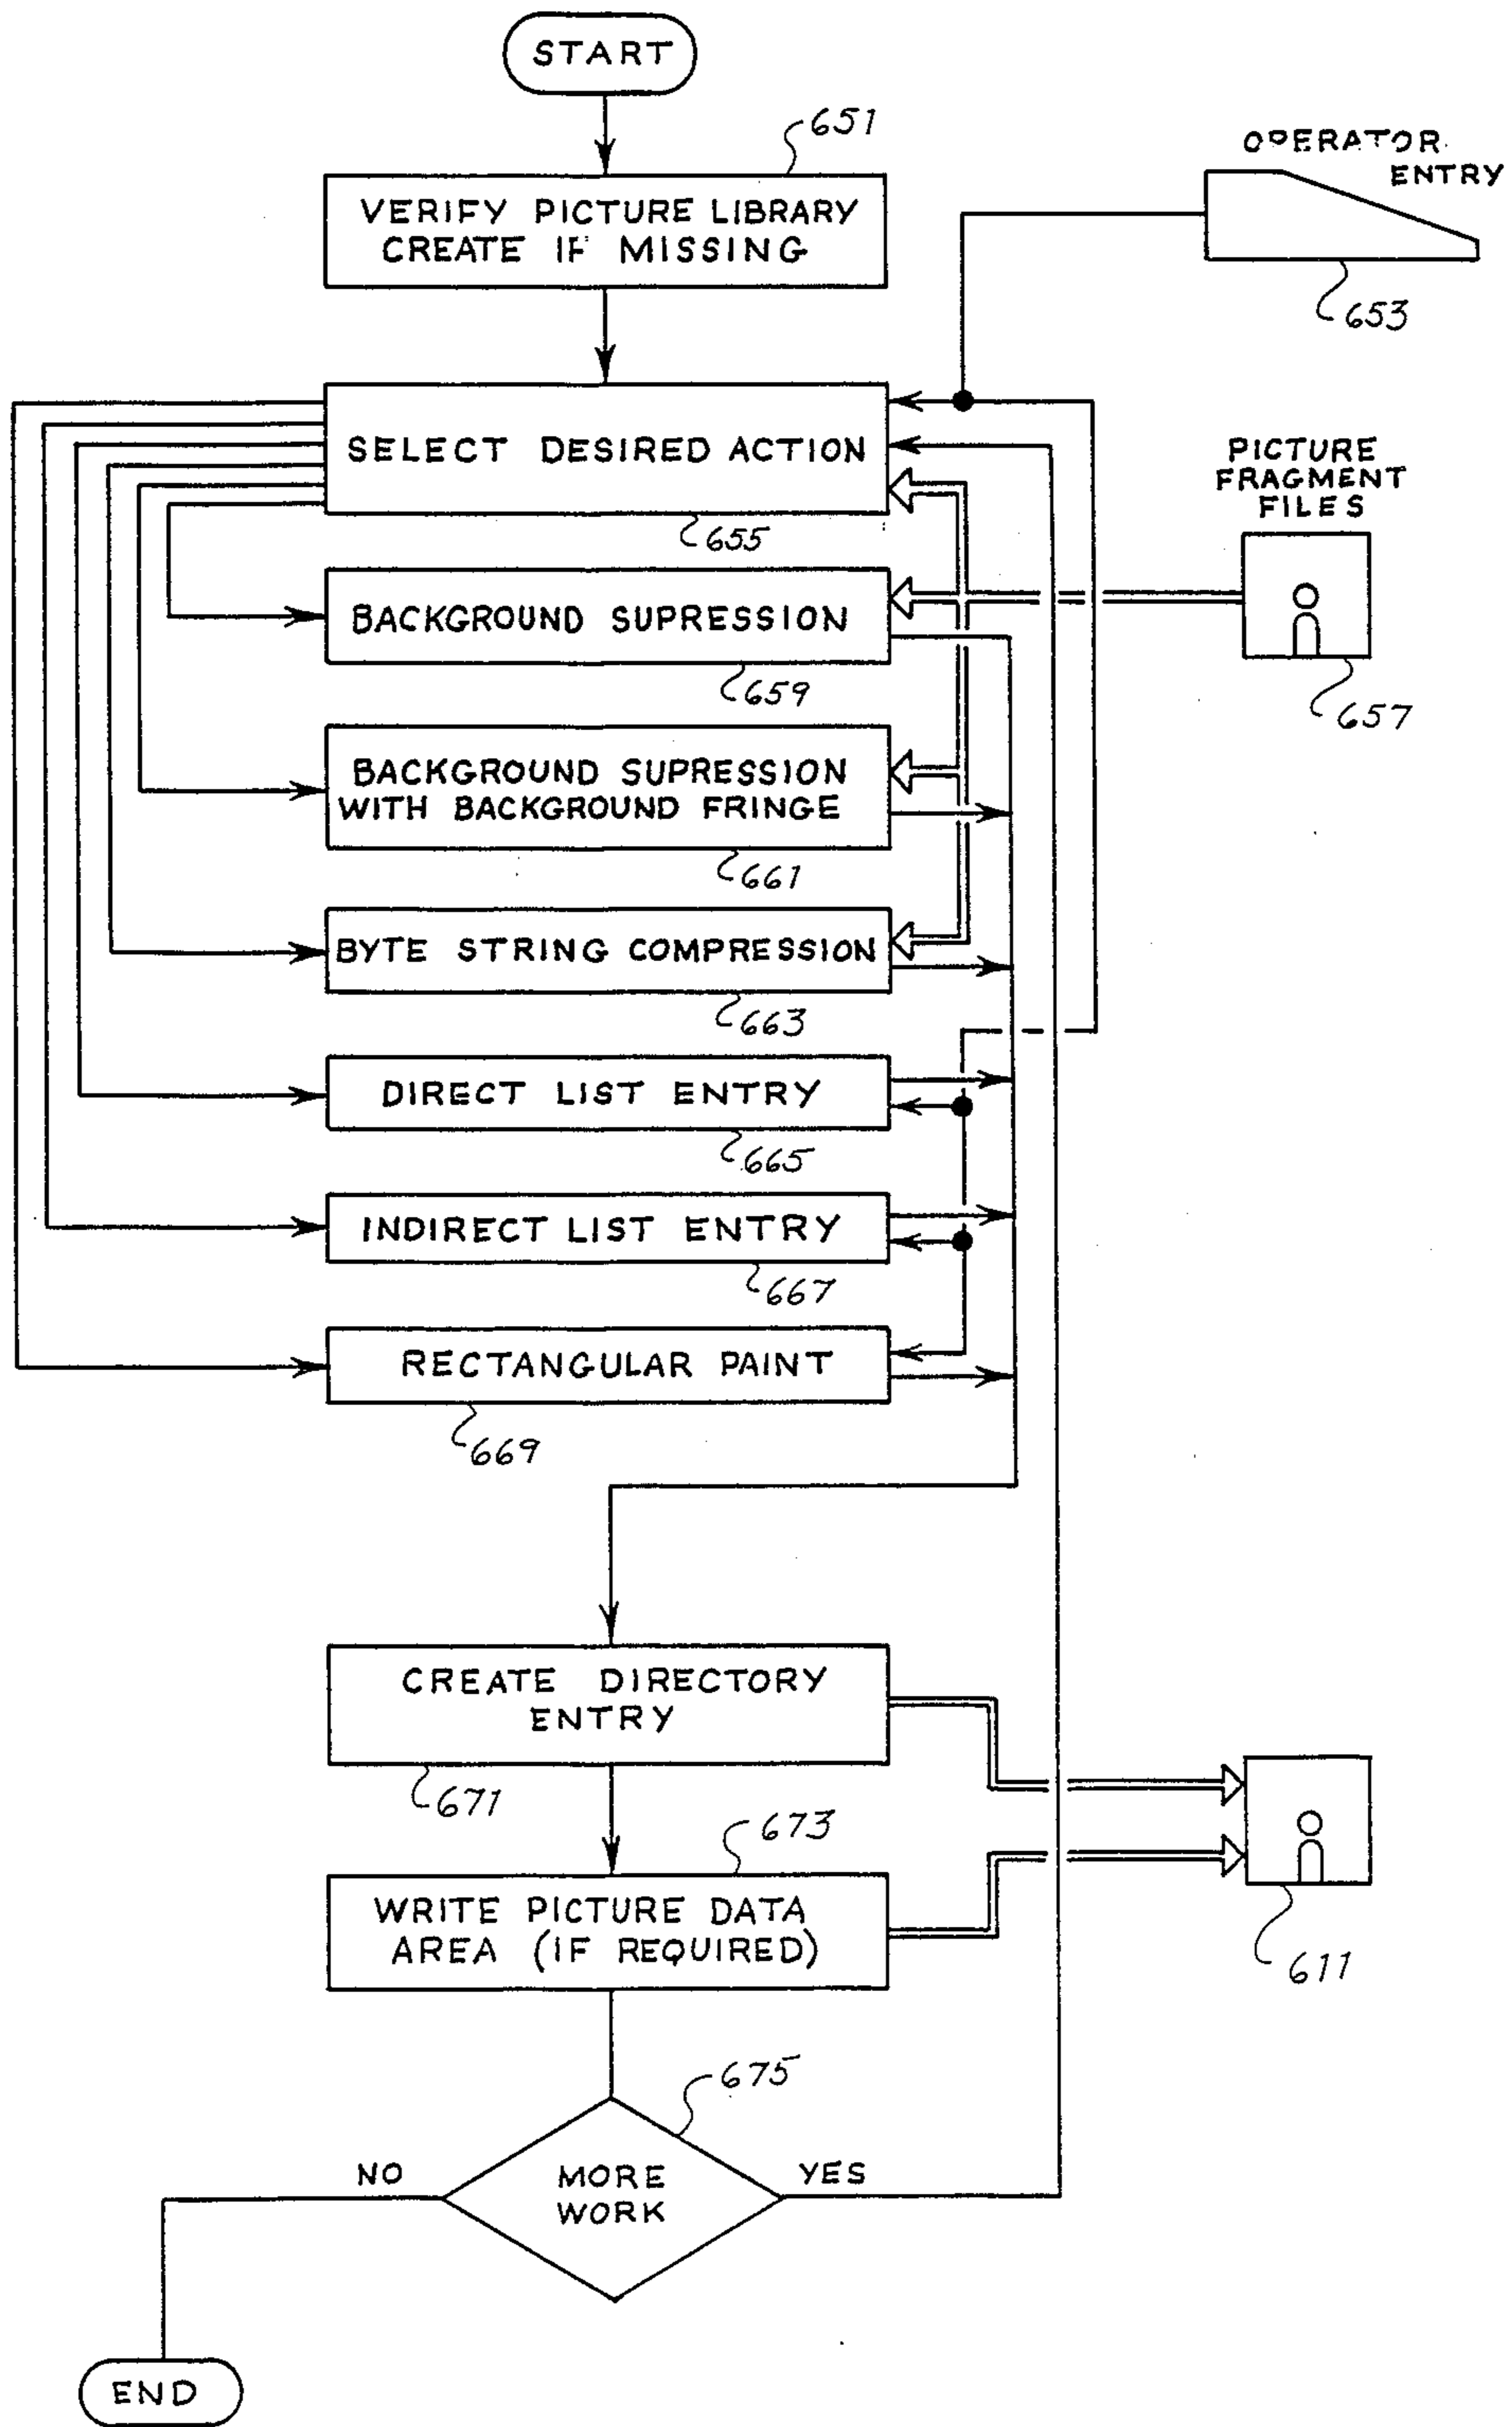 START
651
VERIFY PICTURE LIBRARY
CREATE IF MISSING
OPERATOR
ENTRY
653
SELECT DESIRED ACTION
655
PICTURE
FRAGMENT
FILES
657
BACKGROUND SUPRESSION
659
BACKGROUND SUPRESSION
WITH BACKGROUND FRINGE
661
BYTE STRING COMPRESSION
663
DIRECT LIST ENTRY
665
INDIRECT LIST ENTRY
667
RECTANGULAR PAINT
669
CREATE DIRECTORY
ENTRY
671
673
WRITE PICTURE DATA
AREA (IF REQUIRED)
611
675
NO
MORE
WORK
YES
END